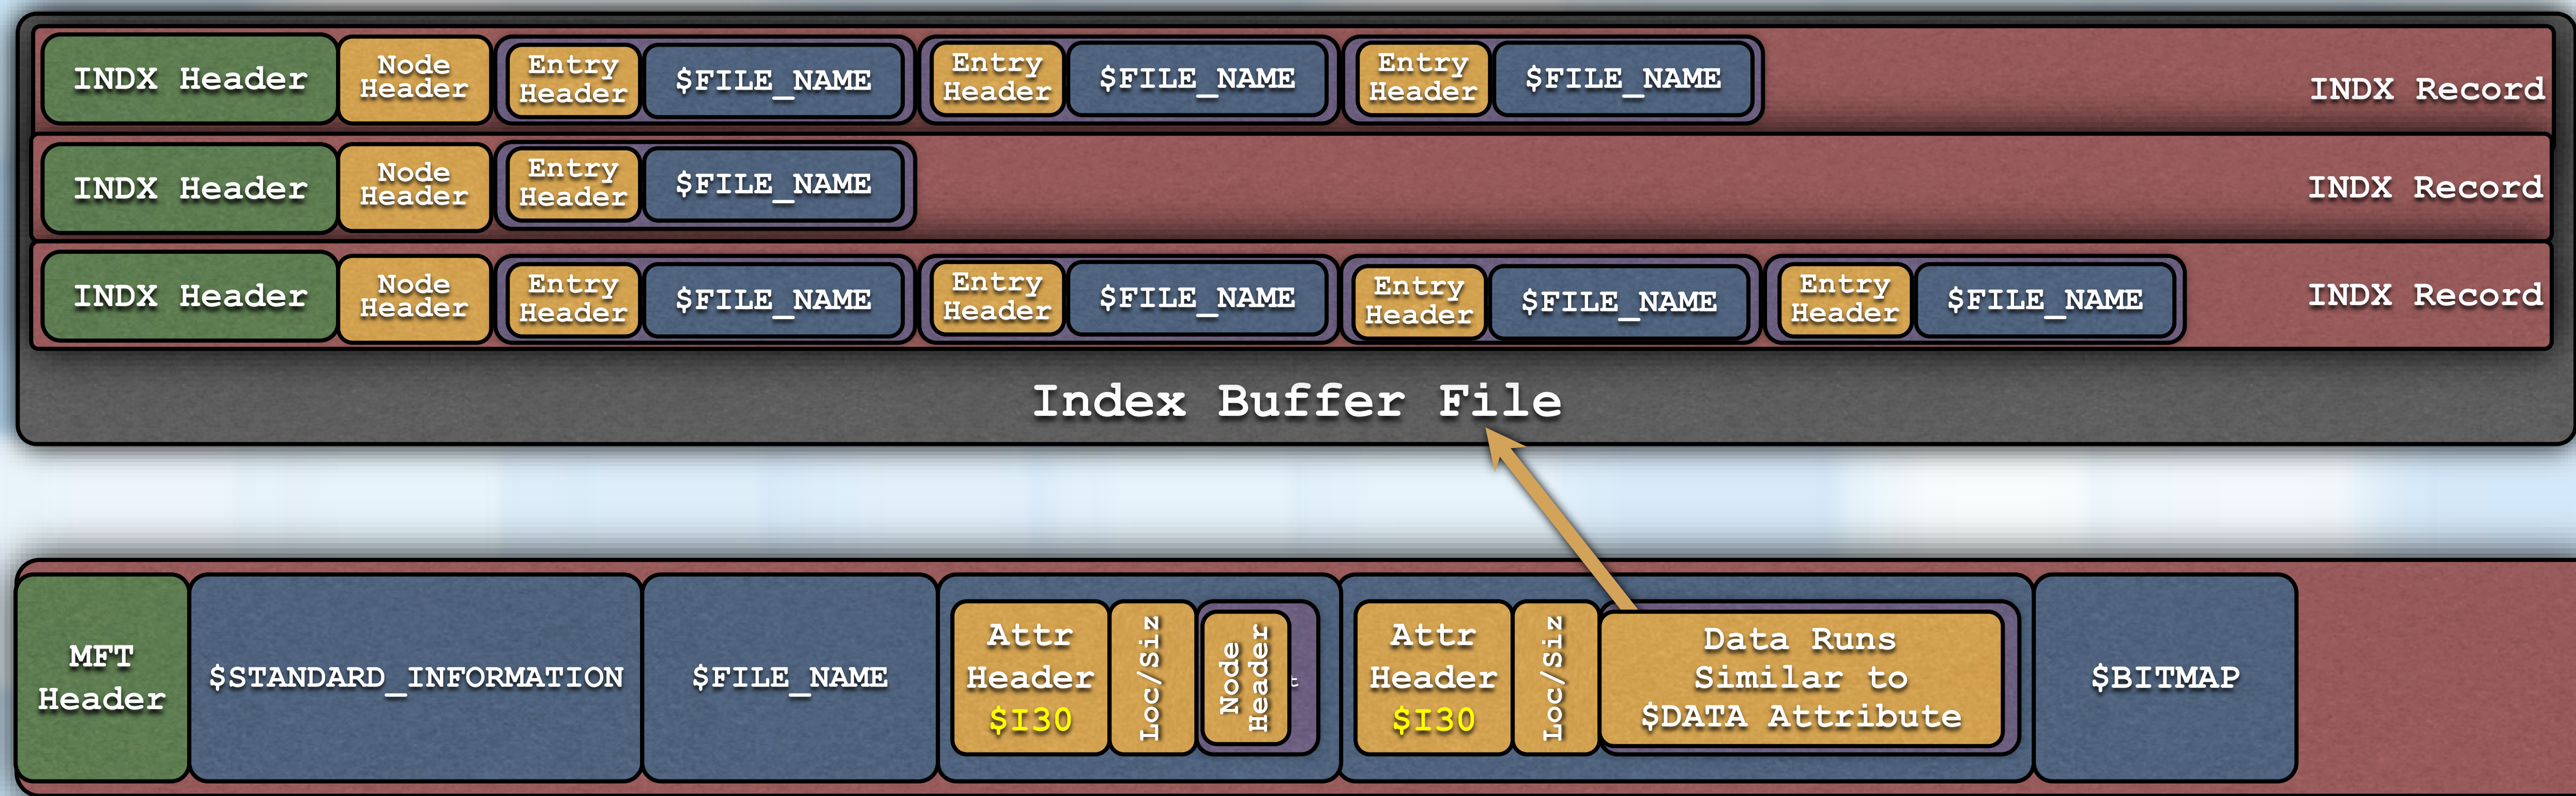 INDX Header
Node
Header
Entry
Header
$FILE_NAME
Entry
Header
$FILE_NAME
Entry
Header
$FILE_NAME
INDX Record
INDX Header
Node
Header
Entry
Header
$FILE_NAME
INDX Record
INDX Header
Node
Header
Entry
Header
$FILE_NAME
Entry
Header
$FILE_NAME
Entry
Header
$FILE_NAME
Entry
Header
$FILE_NAME
INDX Record
Index Buffer File
MFT
Header
$STANDARD_INFORMATION
$FILE_NAME
Attr
Header
$I30
Loc/Siz
Node
Header
Attr
Header
$I30
Loc/Siz
Data Runs
Similar to
$DATA Attribute
$BITMAP